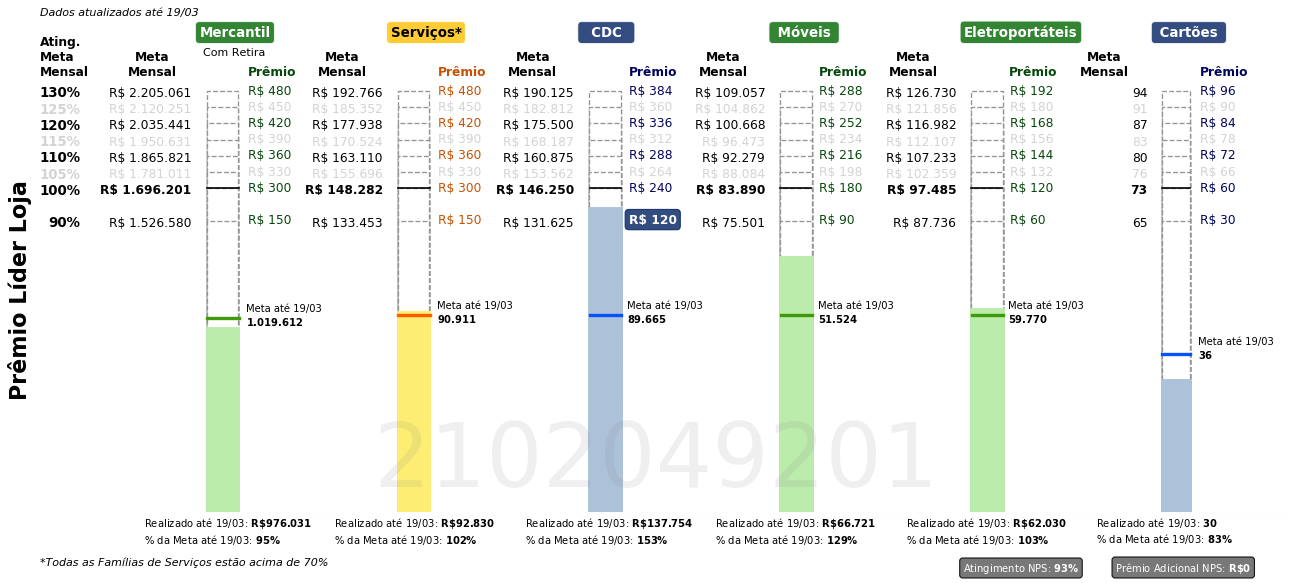 Dados atualizados até 19/03
Mercantil Serviços* CDC Móveis Eletroportáteis Cartões
Com Retira
Ating. Meta Mensal
Meta Mensal Prêmio Meta Mensal Prêmio Meta Mensal Prêmio Meta Mensal Prêmio Meta Mensal Prêmio Meta Mensal Prêmio
130% R$ 2.205.061 R$ 480 R$ 192.766 R$ 480 R$ 190.125 R$ 384 R$ 109.057 R$ 288 R$ 126.730 R$ 192 94 R$ 96
125% R$ 2.120.251 R$ 450 R$ 185.352 R$ 450 R$ 182.812 R$ 360 R$ 104.862 R$ 270 R$ 121.856 R$ 180 91 R$ 90
120% R$ 2.035.441 R$ 420 R$ 177.938 R$ 420 R$ 175.500 R$ 336 R$ 100.668 R$ 252 R$ 116.982 R$ 168 87 R$ 84
115% R$ 1.950.631 R$ 390 R$ 170.524 R$ 390 R$ 168.187 R$ 312 R$ 96.473 R$ 234 R$ 112.107 R$ 156 83 R$ 78
110% R$ 1.865.821 R$ 360 R$ 163.110 R$ 360 R$ 160.875 R$ 288 R$ 92.279 R$ 216 R$ 107.233 R$ 144 80 R$ 72
105% R$ 1.781.011 R$ 330 R$ 155.696 R$ 330 R$ 153.562 R$ 264 R$ 88.084 R$ 198 R$ 102.359 R$ 132 76 R$ 66
100% R$ 1.696.201 R$ 300 R$ 148.282 R$ 300 R$ 146.250 R$ 240 R$ 83.890 R$ 180 R$ 97.485 R$ 120 73 R$ 60
90% R$ 1.526.580 R$ 150 R$ 133.453 R$ 150 R$ 131.625 R$ 120 R$ 75.501 R$ 90 R$ 87.736 R$ 60 65 R$ 30
Prêmio Líder Loja
Meta até 19/03 Meta até 19/03 Meta até 19/03 Meta até 19/03 Meta até 19/03
1.019.612 90.911 89.665 51.524 59.770
Meta até 19/03
36
2102049201
Realizado até 19/03: R$976.031 Realizado até 19/03: R$92.830 Realizado até 19/03: R$137.754 Realizado até 19/03: R$66.721 Realizado até 19/03: R$62.030 Realizado até 19/03: 30
% da Meta até 19/03: 95% % da Meta até 19/03: 102% % da Meta até 19/03: 153% % da Meta até 19/03: 129% % da Meta até 19/03: 103% % da Meta até 19/03: 83%
*Todas as Famílias de Serviços estão acima de 70%
Atingimento NPS: 93% Prêmio Adicional NPS: R$0